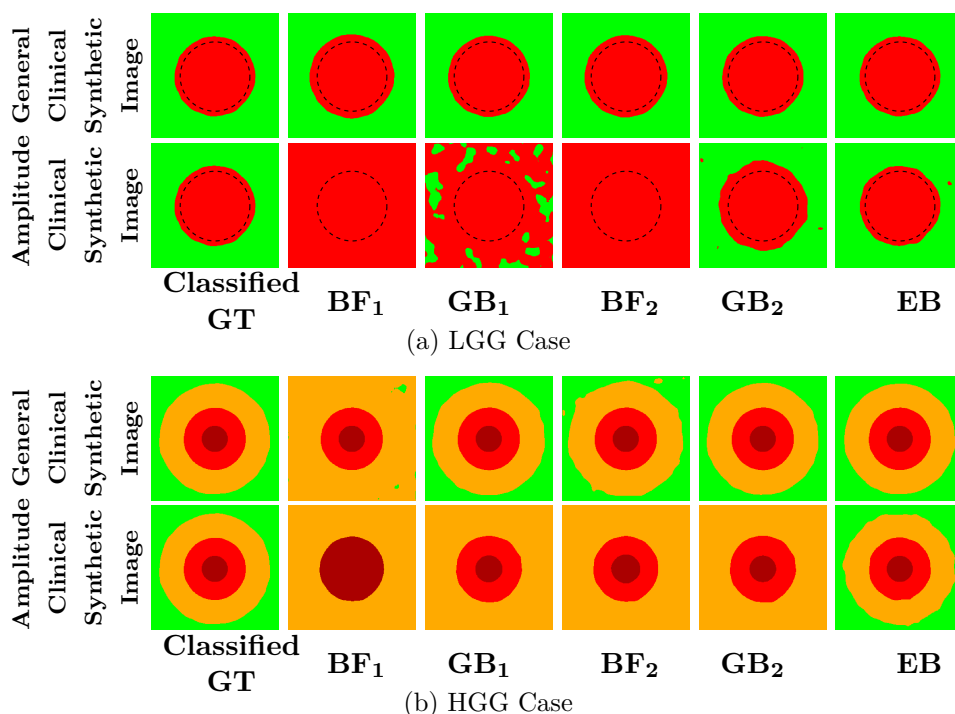 General Clinical Synthetic Image
Amplitude Clinical Synthetic Image
Classified GT BF₁ GB₁ BF₂ GB₂ EB
(a) LGG Case
General Clinical Synthetic Image
Amplitude Clinical Synthetic Image
Classified GT BF₁ GB₁ BF₂ GB₂ EB
(b) HGG Case